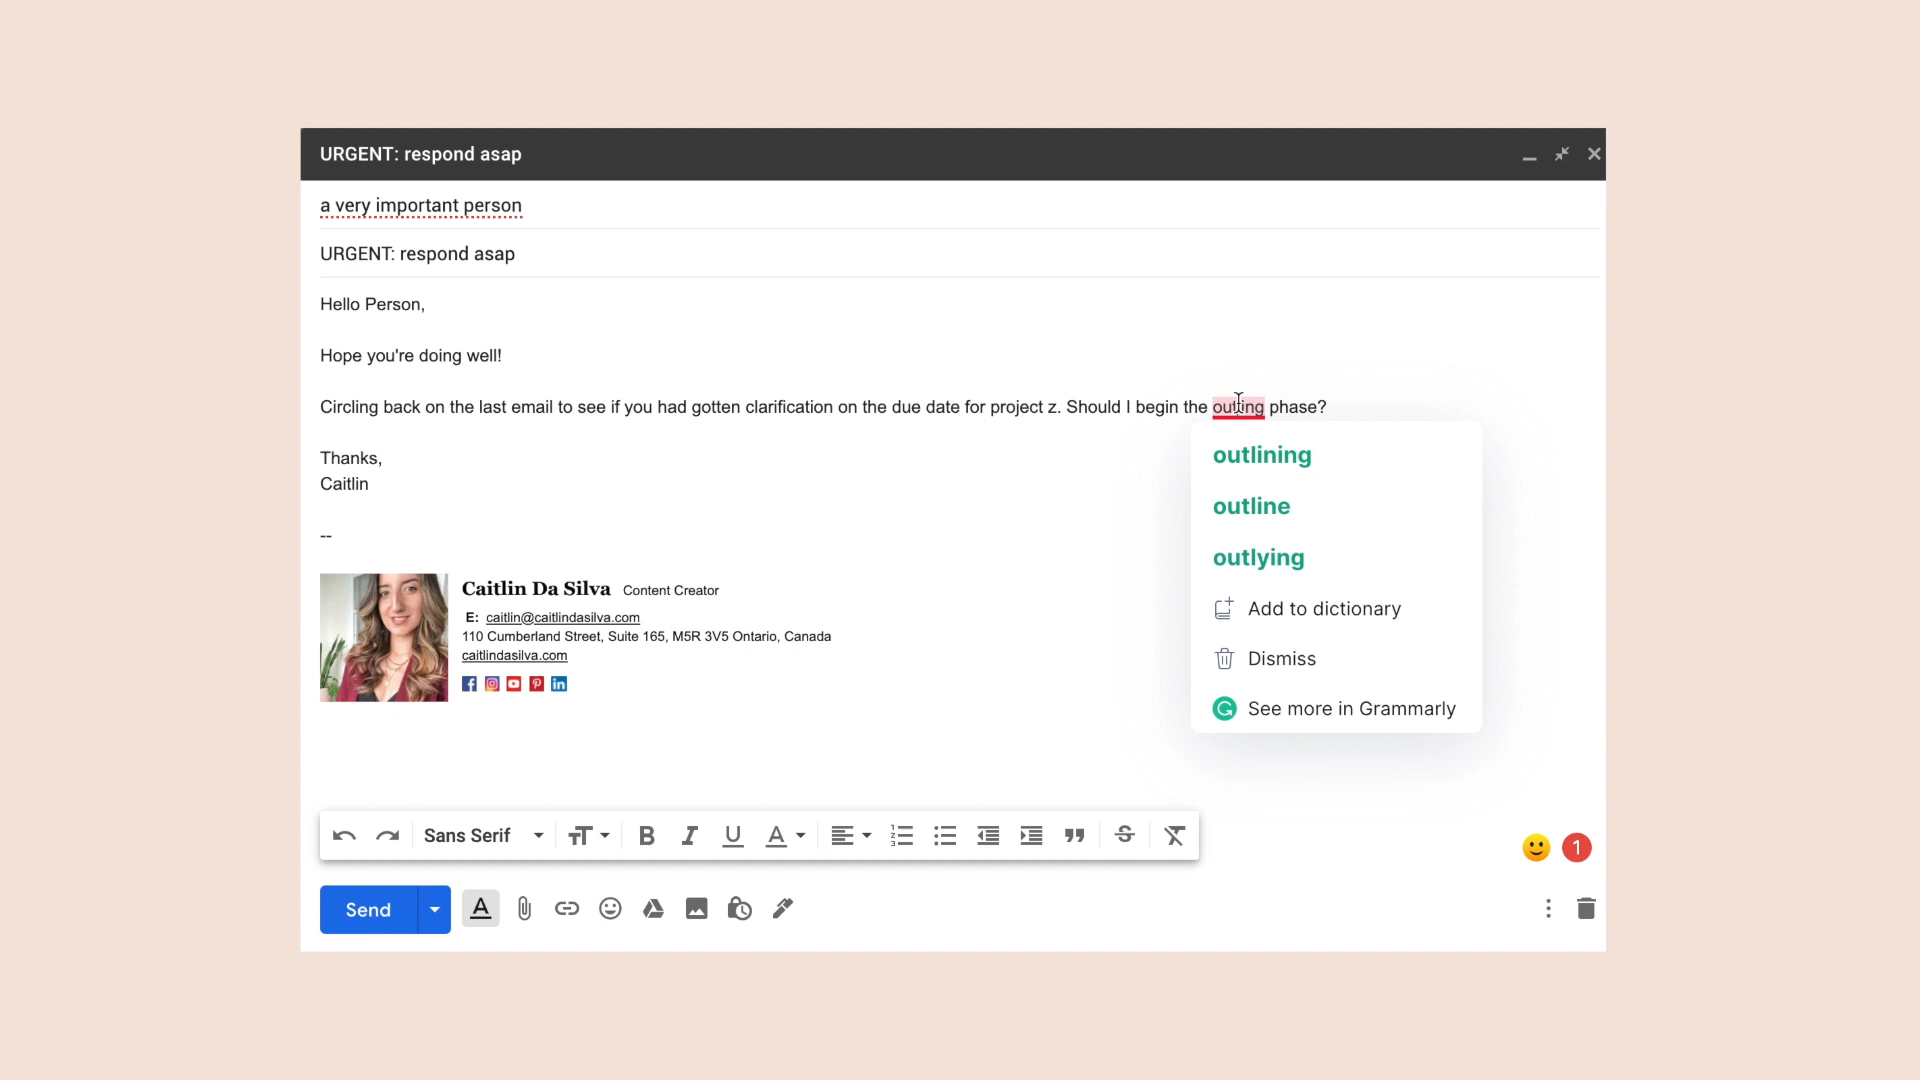 URGENT: respond asap
a very important person
URGENT: respond asap
Hello Person,
Hope you're doing well!
Circling back on the last email to see if you had gotten clarification on the due date for project z. Should I begin the outling phase?
outlining
outline
outlying
Add to dictionary
Dismiss
See more in Grammarly
Thanks,
Caitlin
--
Caitlin Da Silva Content Creator
E: caitlin@caitlindasilva.com
110 Cumberland Street, Suite 165, M5R 3V5 Ontario, Canada
caitlindasilva.com
Sans Serif
1
Send